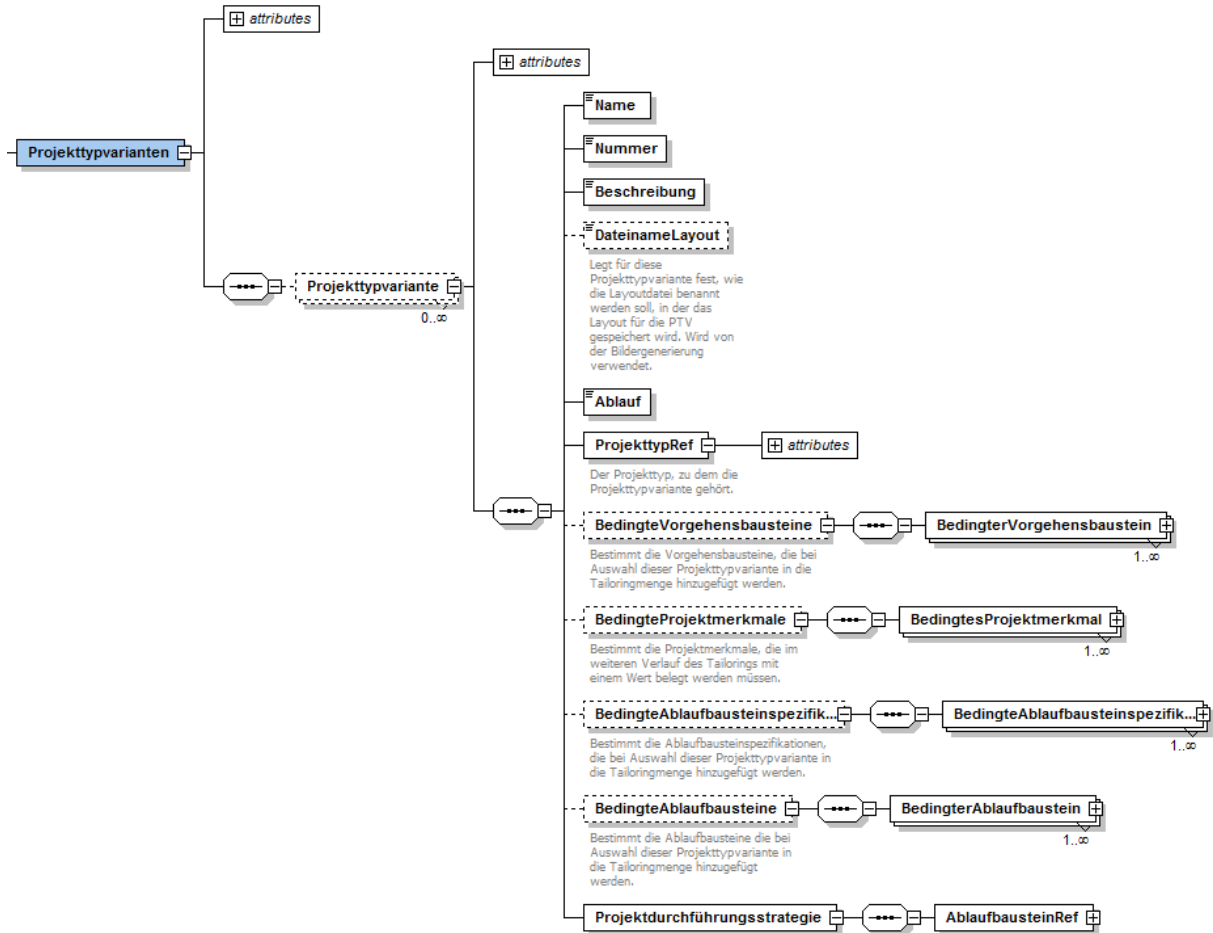 attributes
attributes
Name
Nummer
Projekttypvarianten
Beschreibung
DateinameLayout
Legt für diese
Projekttypvariante fest, wie
die Layoutdatei benannt
werden soll, in der das
Layout für die PTV
gespeichert wird. Wird von
der Bildergenerierung
verwendet.
Projekttypvariante
0..∞
Ablauf
ProjekttypRef
attributes
Der Projekttyp, zu dem die
Projekttypvariante gehört.
BedingteVorgehensbausteine
BedingterVorgehensbaustein
1..∞
Bestimmt die Vorgehensbausteine, die bei
Auswahl dieser Projekttypvariante in die
Tailoringmenge hinzugefügt werden.
BedingteProjektmerkmale
BedingtesProjektmerkmal
1..∞
Bestimmt die Projektmerkmale, die im
weiteren Verlauf des Tailorings mit
einem Wert belegt werden müssen.
BedingteAblaufbausteinspezifik...
BedingteAblaufbausteinspezifik...
1..∞
Bestimmt die Ablaufbausteinspezifikationen,
die bei Auswahl dieser Projekttypvariante in
die Tailoringmenge hinzugefügt werden.
BedingteAblaufbausteine
BedingterAblaufbaustein
1..∞
Bestimmt die Ablaufbausteine die bei
Auswahl dieser Projekttypvariante in
die Tailoringmenge hinzugefügt
werden.
Projektdurchführungsstrategie
AblaufbausteinRef